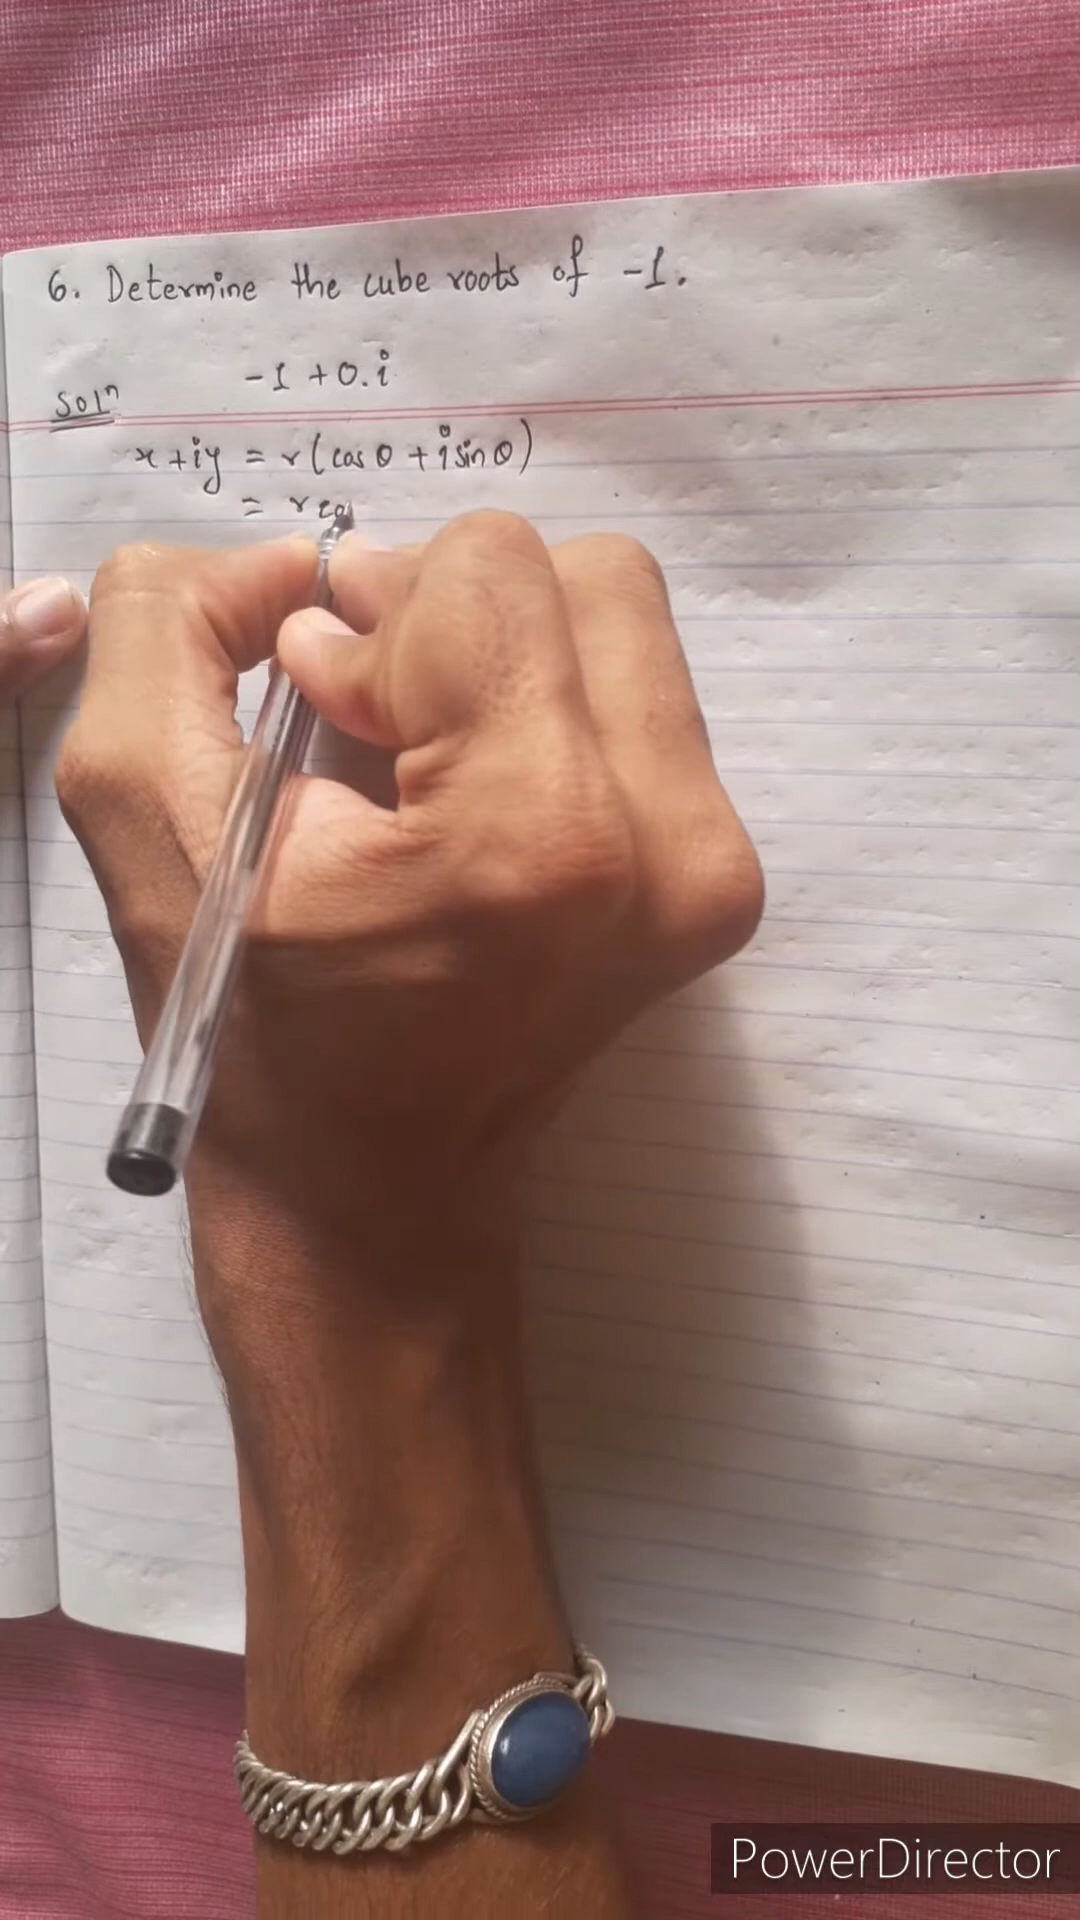 6. Determine the cube roots of -1.
-1 + 0.i
Solⁿ
x + iy = r(cos θ + i sin θ)
= r co
PowerDirector